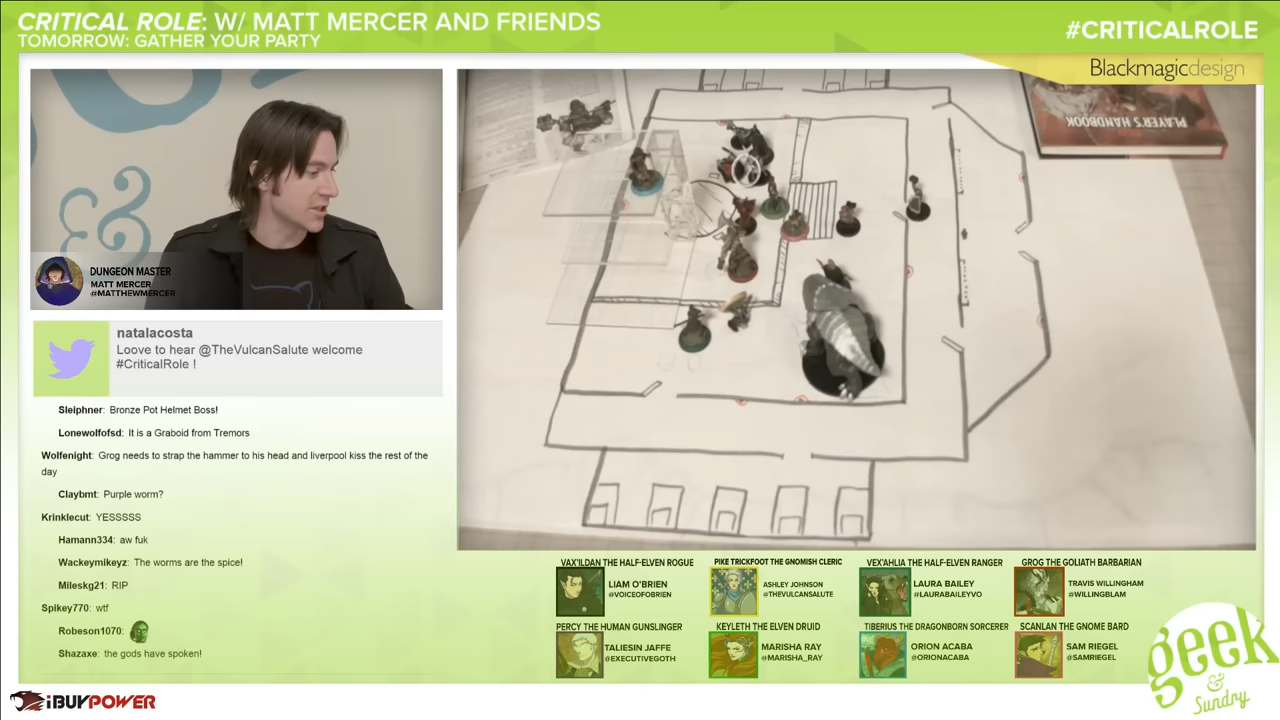 CRITICAL ROLE: W/ MATT MERCER AND FRIENDS
TOMORROW: GATHER YOUR PARTY
#CRITICALROLE
Blackmagicdesign
PLAYER'S HANDBOOK
DUNGEON MASTER
MATT MERCER
@MATTHEWMERCER
natalacosta
Loove to hear @TheVulcanSalute welcome
#CriticalRole !
Sleiphner: Bronze Pot Helmet Boss!
Lonewolfofsd: It is a Graboid from Tremors
Wolfenight: Grog needs to strap the hammer to his head and liverpool kiss the rest of the
day
Claybmt: Purple worm?
Krinklecut: YESSSSS
Hamann334: aw fuk
Wackeymikeyz: The worms are the spice!
Mileskg21: RIP
Spikey770: wtf
Robeson1070:
Shazaxe: the gods have spoken!
VAX'ILDAN THE HALF-ELVEN ROGUE
LIAM O'BRIEN
@VOICEOFOBRIEN
PIKE TRICKFOOT THE GNOMISH CLERIC
ASHLEY JOHNSON
@THEVULCANSALUTE
VEX'AHLIA THE HALF-ELVEN RANGER
LAURA BAILEY
@LAURABAILEYVO
GROG THE GOLIATH BARBARIAN
TRAVIS WILLINGHAM
@WILLINGBLAM
PERCY THE HUMAN GUNSLINGER
TALIESIN JAFFE
@EXECUTIVEGOTH
KEYLETH THE ELVEN DRUID
MARISHA RAY
@MARISHA_RAY
TIBERIUS THE DRAGONBORN SORCERER
ORION ACABA
@ORIONACABA
SCANLAN THE GNOME BARD
SAM RIEGEL
@SAMRIEGEL
geek
&
Sundry
iBUYPOWER